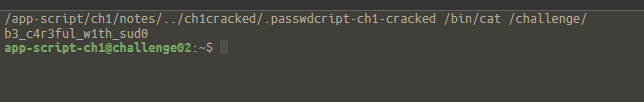 /app-script/ch1/notes/../ch1cracked/.passwdcript-ch1-cracked /bin/cat /challenge/
b3_c4r3ful_w1th_sud0
app-script-ch1@challenge02:~$